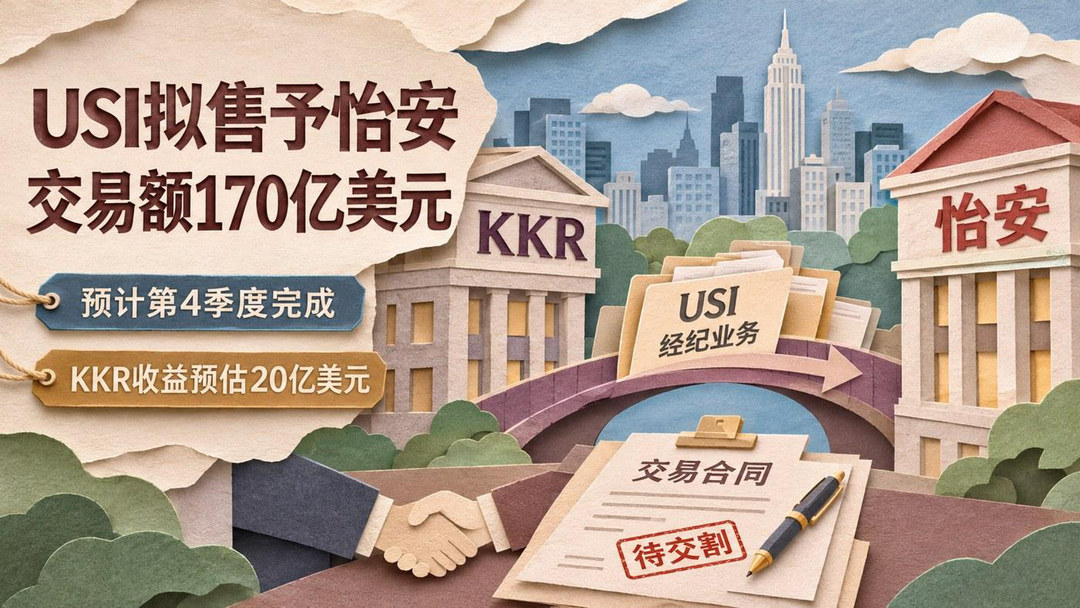 USI拟售予怡安
交易额170亿美元
预计第4季度完成
KKR收益预估20亿美元
KKR
怡安
USI
经纪业务
交易合同
待交割